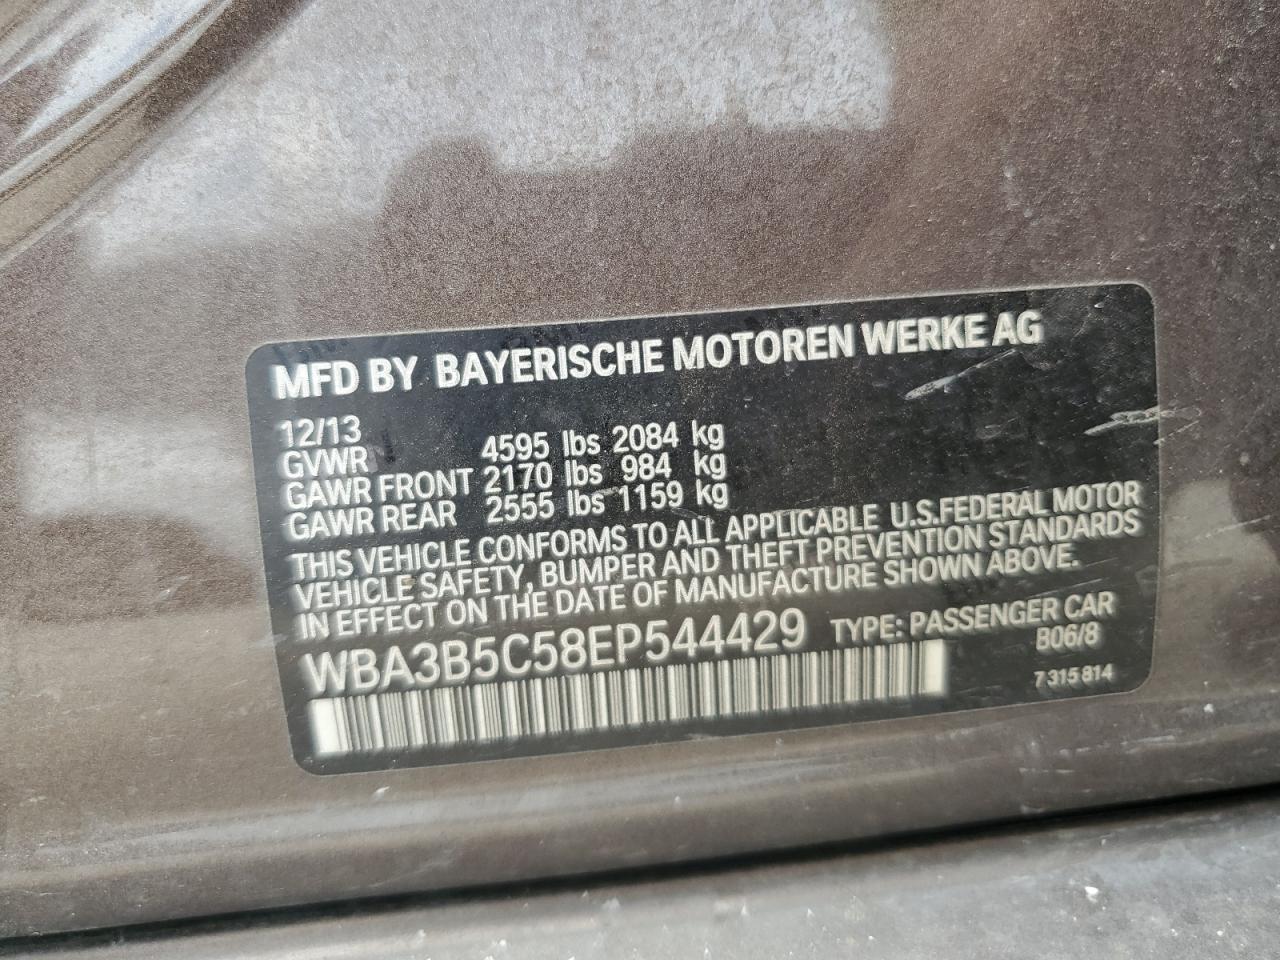 MFD BY BAYERISCHE MOTOREN WERKE AG
12/13
GVWR 4595 lbs 2084 kg
GAWR FRONT 2170 lbs 984 kg
GAWR REAR 2555 lbs 1159 kg
THIS VEHICLE CONFORMS TO ALL APPLICABLE U.S.FEDERAL MOTOR
VEHICLE SAFETY, BUMPER AND THEFT PREVENTION STANDARDS
IN EFFECT ON THE DATE OF MANUFACTURE SHOWN ABOVE.
WBA3B5C58EP544429 TYPE: PASSENGER CAR
B06/8
7 315 814